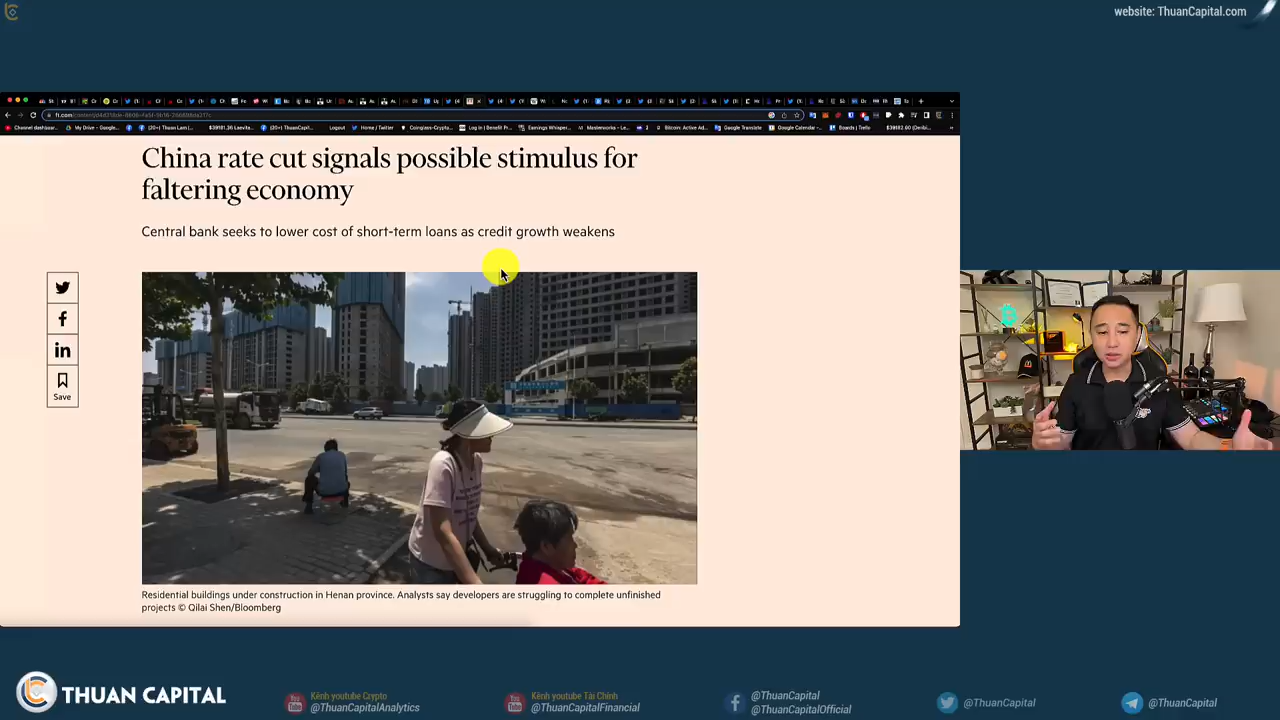 website: ThuanCapital.com
China rate cut signals possible stimulus for
faltering economy
Central bank seeks to lower cost of short-term loans as credit growth weakens
Save
Residential buildings under construction in Henan province. Analysts say developers are struggling to complete unfinished
projects © Qilai Shen/Bloomberg
THUAN CAPITAL
Kênh youtube Crypto
@ThuanCapitalAnalytics
Kênh youtube Tài Chính
@ThuanCapitalFinancial
@ThuanCapital
@ThuanCapitalOfficial
@ThuanCapital
@ThuanCapital